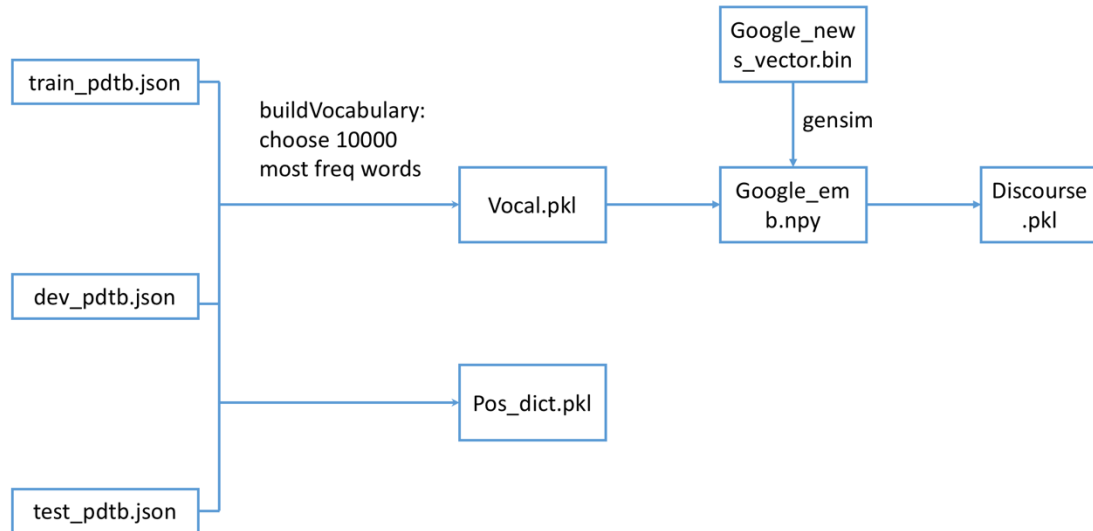 Google_new
s_vector.bin
train_pdtb.json
buildVocabulary:
choose 10000
most freq words
gensim
Vocal.pkl
Google_em
b.npy
Discourse
.pkl
dev_pdtb.json
Pos_dict.pkl
test_pdtb.json